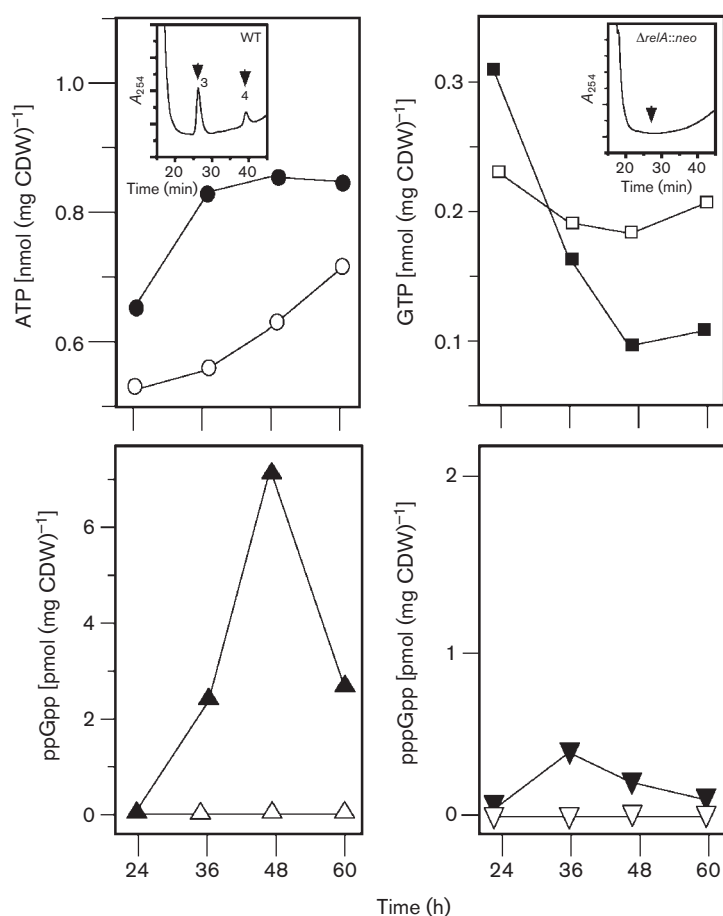 WT
A254
3
4
20 30 40
Time (min)
1.0
0.8
0.6
ATP [nmol (mg CDW)−1]
ΔrelA::neo
A254
20 30 40
Time (min)
0.3
0.2
0.1
GTP [nmol (mg CDW)−1]
6
4
2
0
ppGpp [pmol (mg CDW)−1]
24 36 48 60
2
1
0
pppGpp [pmol (mg CDW)−1]
24 36 48 60
Time (h)